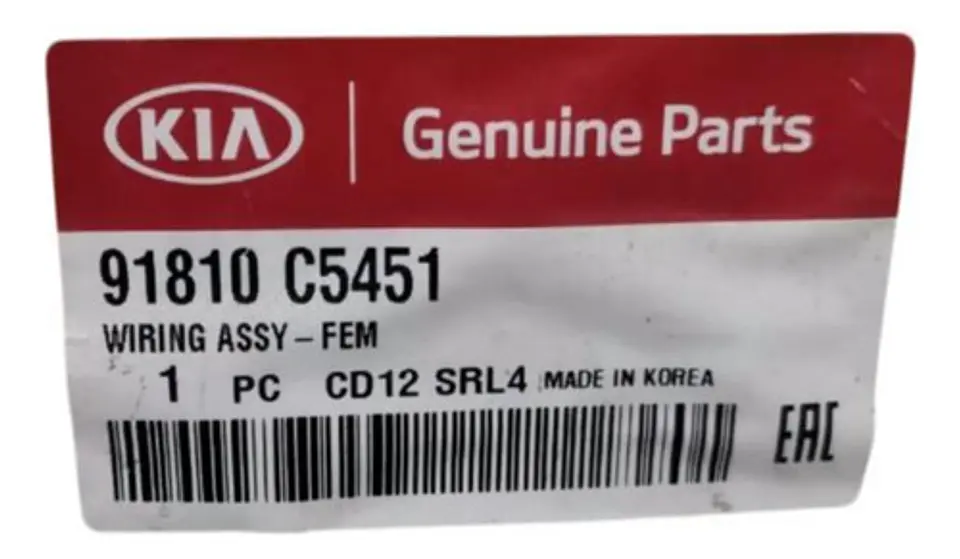 KIA Genuine Parts
91810 C5451
WIRING ASSY-FEM
1 PC CD12 SRL4 MADE IN KOREA
EAC